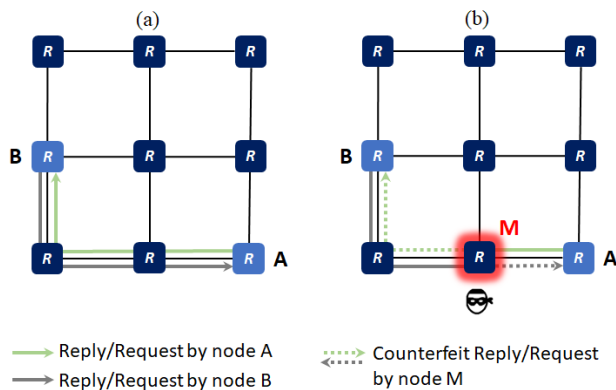 (a) (b)
R R R R R R
B R R R B R R R
M
R R R A R R R A
Reply/Request by node A
Reply/Request by node B
Counterfeit Reply/Request
by node M